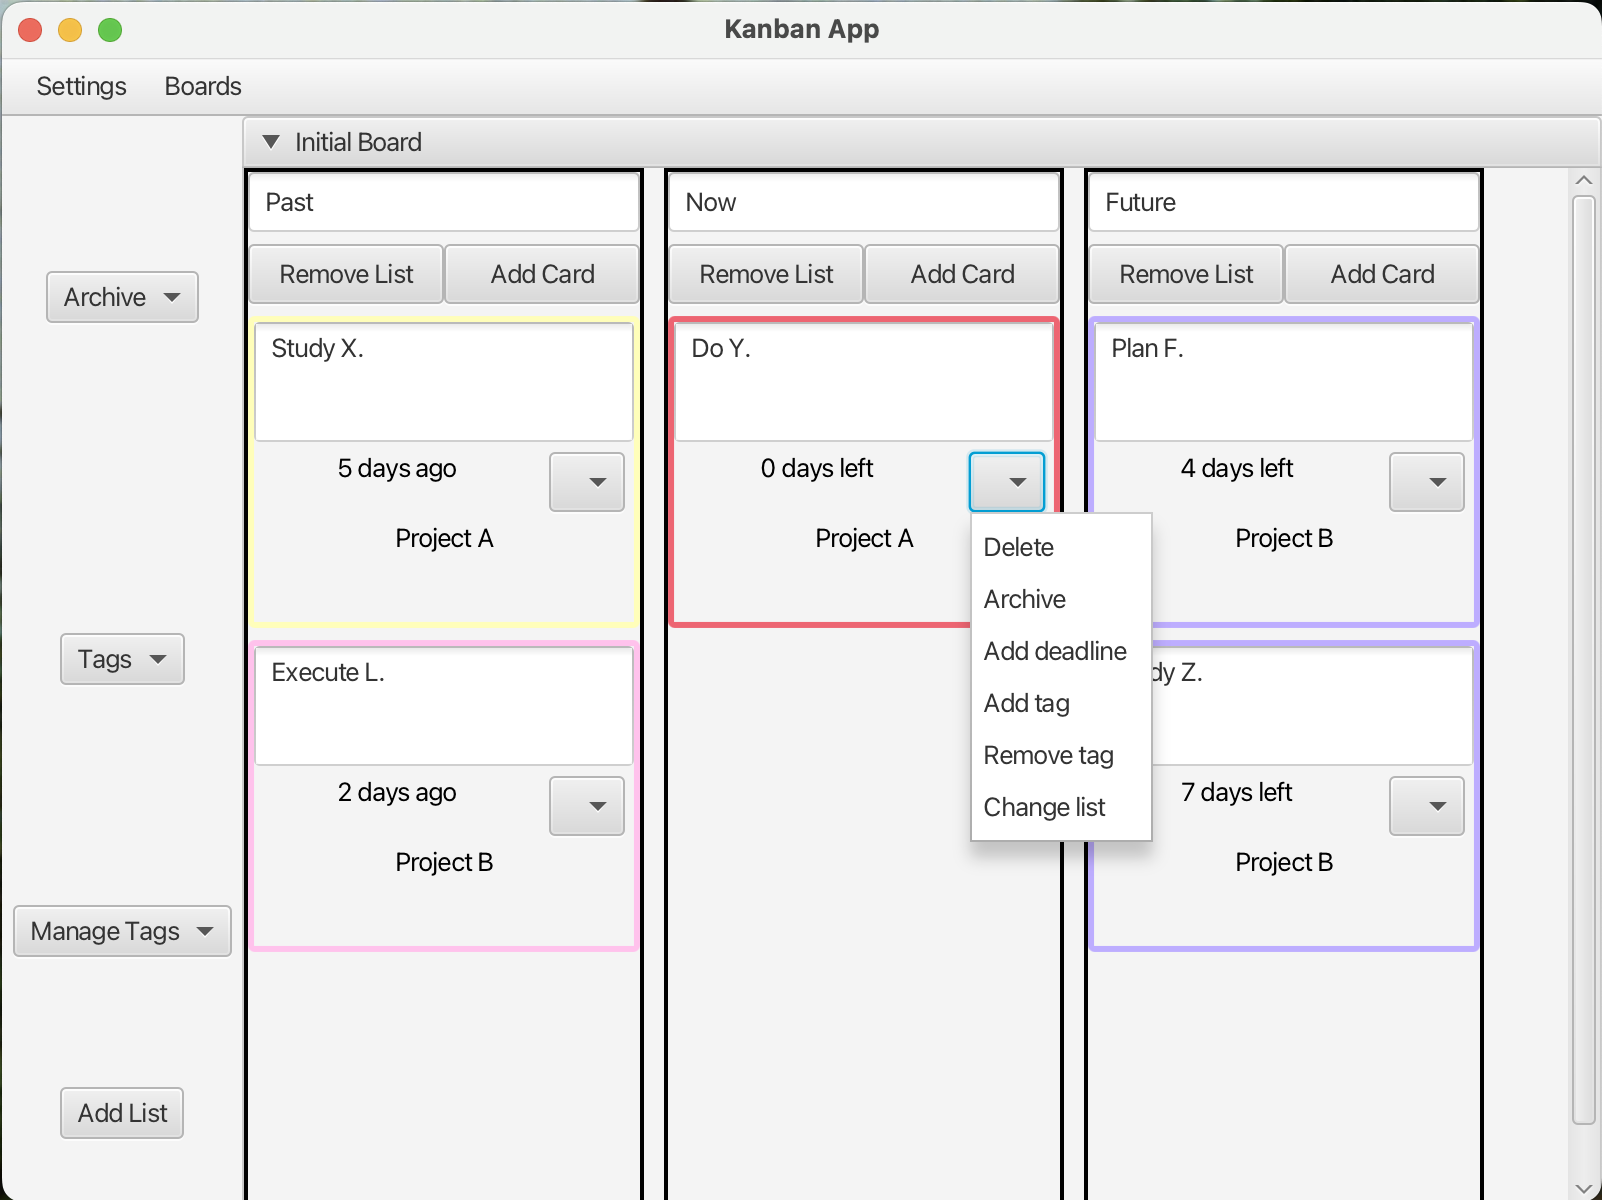 Kanban App
Settings Boards
Initial Board
Past
Remove List Add Card
Study X.
5 days ago
Project A
Execute L.
2 days ago
Project B
Now
Remove List Add Card
Do Y.
0 days left
Project A
Delete
Archive
Add deadline
Add tag
Remove tag
Change list
Future
Remove List Add Card
Plan F.
4 days left
Project B
dy Z.
7 days left
Project B
Archive
Tags
Manage Tags
Add List